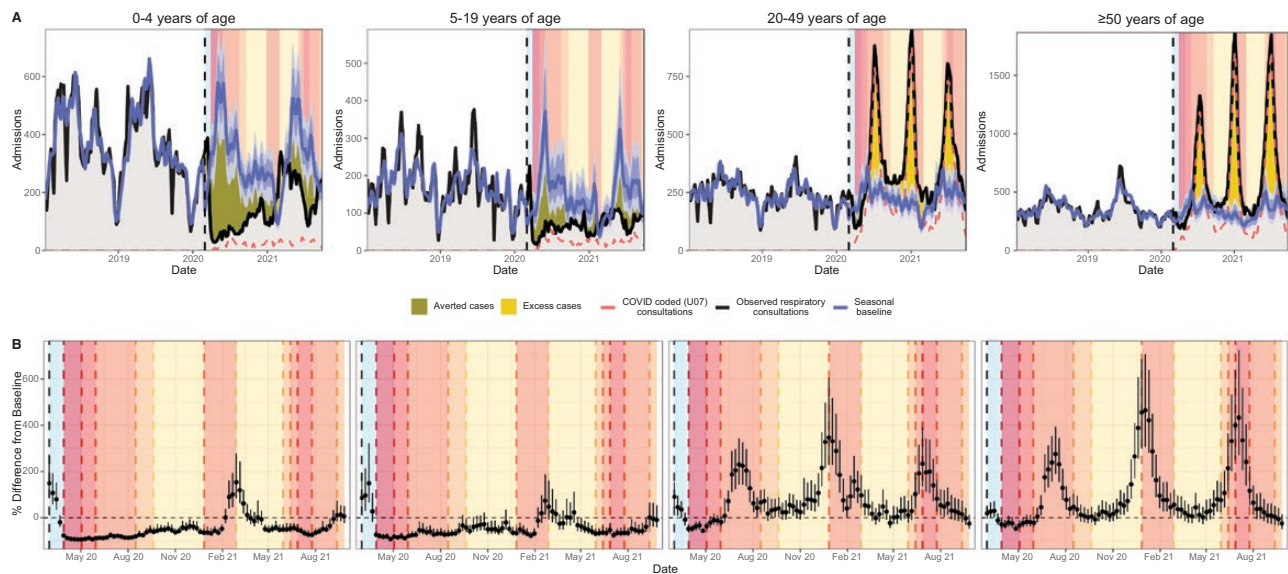 A
0-4 years of age
5-19 years of age
20-49 years of age
≥50 years of age
Admissions
600
400
200
0
2019
2020
2021
Date
Admissions
500
400
300
200
100
0
2019
2020
2021
Date
Admissions
750
500
250
0
2019
2020
2021
Date
Admissions
1500
1000
500
0
2019
2020
2021
Date
Averted cases
Excess cases
COVID coded (U07)
consultations
Observed respiratory
consultations
Seasonal
baseline
B
% Difference from Baseline
600
400
200
0
May 20
Aug 20
Nov 20
Feb 21
May 21
Aug 21
May 20
Aug 20
Nov 20
Feb 21
May 21
Aug 21
May 20
Aug 20
Nov 20
Feb 21
May 21
Aug 21
May 20
Aug 20
Nov 20
Feb 21
May 21
Aug 21
Date